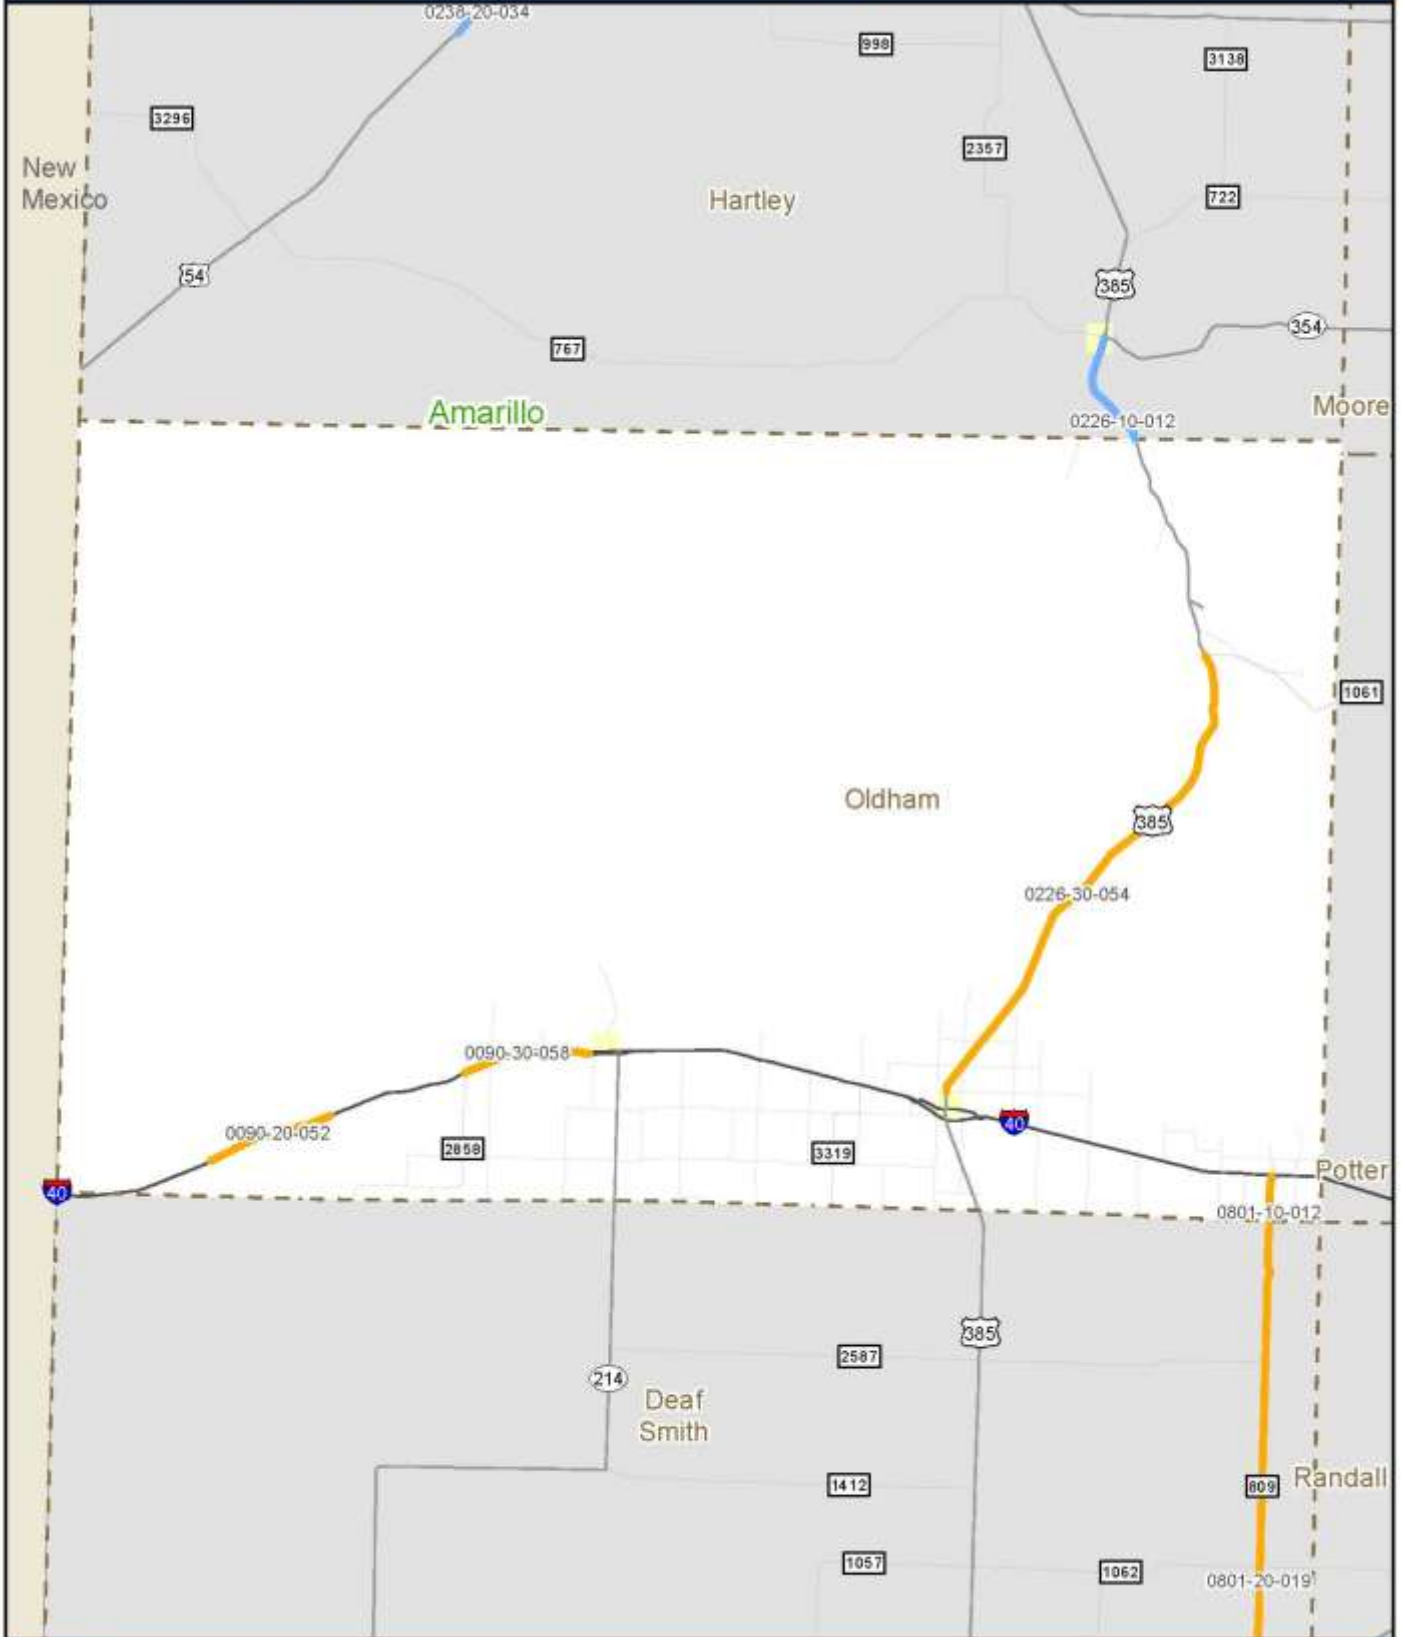 0238-20-034
998
3138
3296
2357
New
Mexico
Hartley
722
54
385
354
767
Amarillo
Moore
0226-10-012
1061
Oldham
385
0226-30-054
0090-30-058
40
0090-20-052
2858
3319
Potter
40
0801-10-012
385
2587
214
Deaf
Smith
Randall
1412
809
1057
1062
0801-20-019